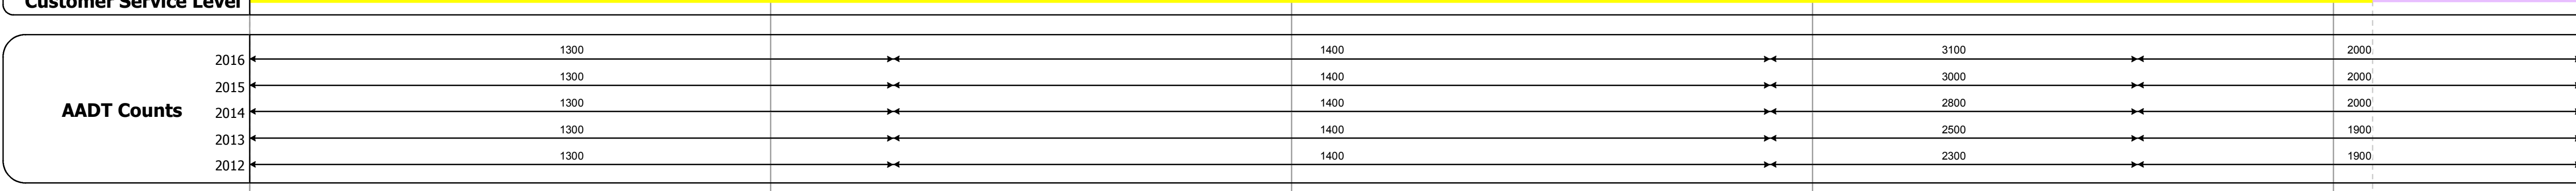 Customer Service Level
1300 1400 3100 2000
2016
1300 1400 3000 2000
2015
1300 1400 2800 2000
AADT Counts 2014
1300 1400 2500 1900
2013
1300 1400 2300 1900
2012